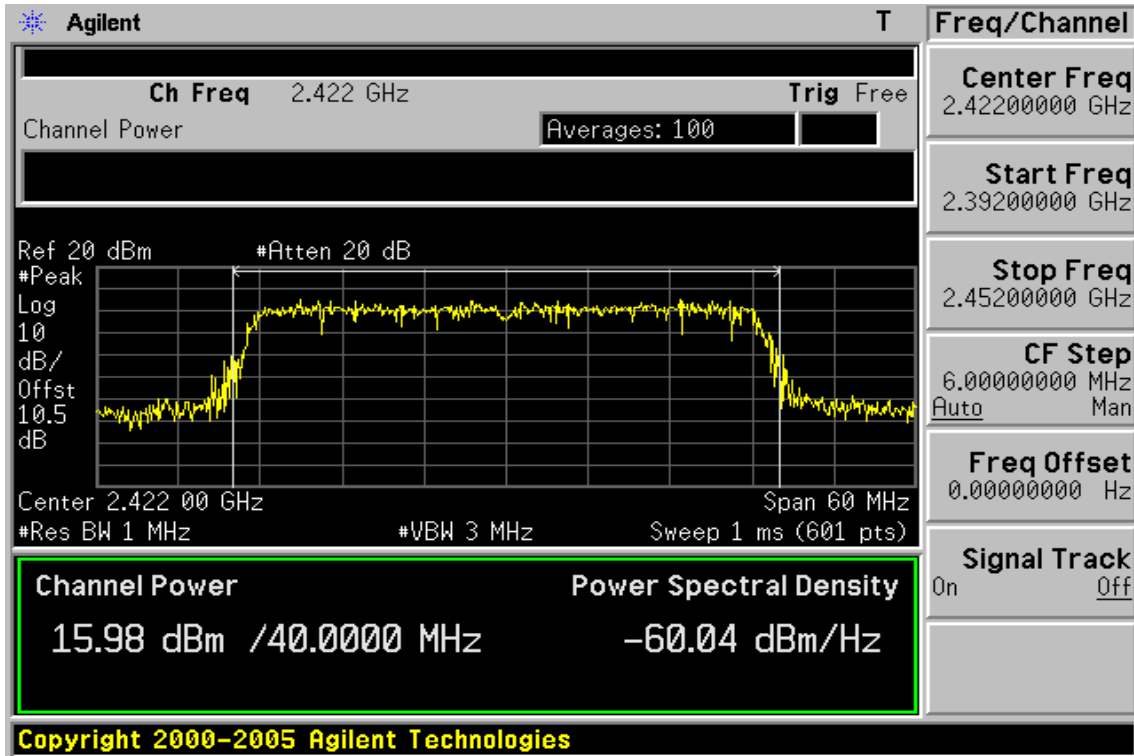 Agilent T Freq/Channel
Ch Freq 2.422 GHz Trig Free
Channel Power Averages: 100
Center Freq
2.42200000 GHz
Start Freq
2.39200000 GHz
Stop Freq
2.45200000 GHz
CF Step
6.00000000 MHz
Auto Man
Freq Offset
0.00000000 Hz
Signal Track
On Off
Ref 20 dBm #Atten 20 dB
#Peak
Log
10
dB/
Offst
10.5
dB
Center 2.422 00 GHz Span 60 MHz
#Res BW 1 MHz #VBW 3 MHz Sweep 1 ms (601 pts)
Channel Power Power Spectral Density
15.98 dBm /40.0000 MHz -60.04 dBm/Hz
Copyright 2000-2005 Agilent Technologies